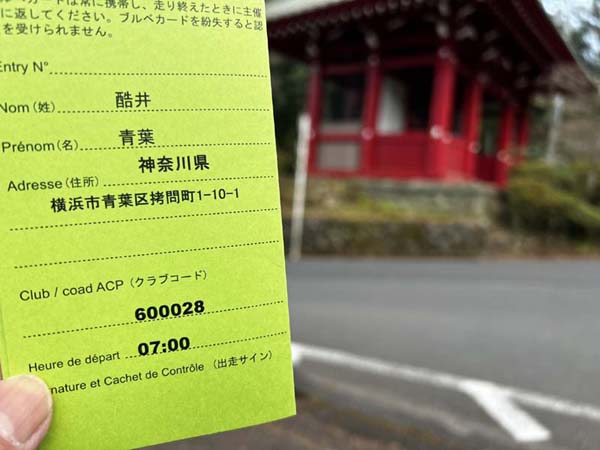 カードは常に携帯し、走り終えたときに主催
に返してください。ブルベカードを紛失すると認
を受けられません。
Entry N°
Nom(姓) 酷井
Prénom(名) 青葉
神奈川県
Adresse(住所)
横浜市青葉区拷問町1-10-1
Club / coad ACP(クラブコード)
600028
Heure de départ 07:00
nature et Cachet de Contrôle (出走サイン)